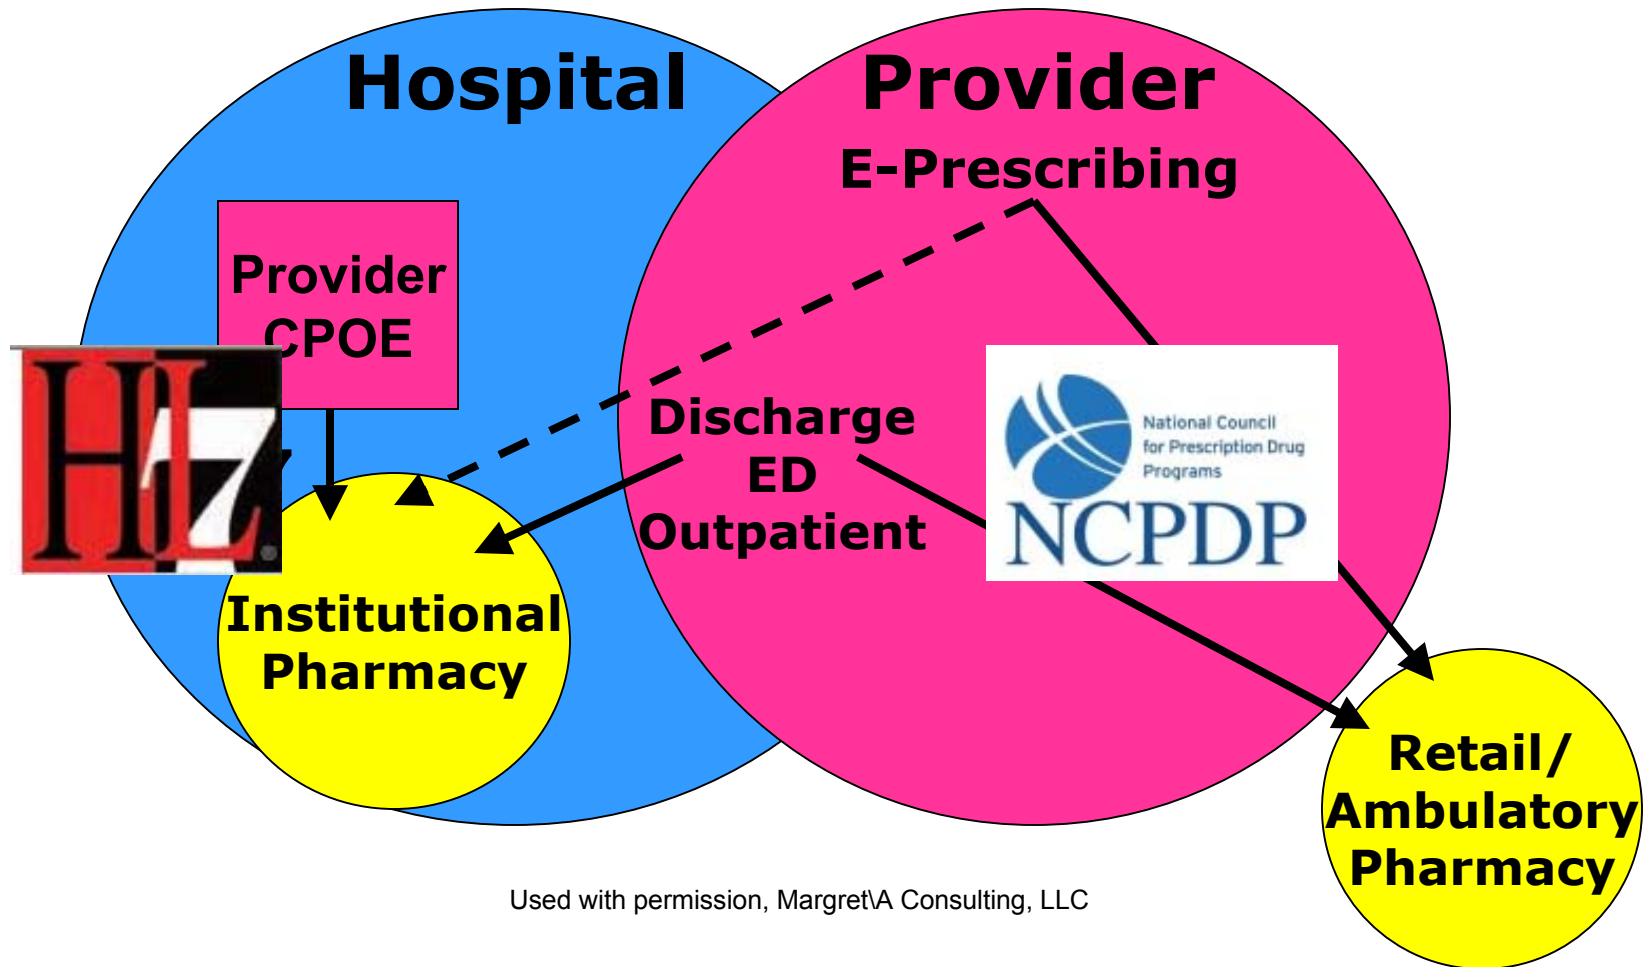 Hospital
Provider
E-Prescribing
Provider
CPOE
HL7
®
Discharge
ED
Outpatient
National Council
for Prescription Drug
Programs
NCPDP
Institutional
Pharmacy
Retail/
Ambulatory
Pharmacy
Used with permission, Margret\A Consulting, LLC